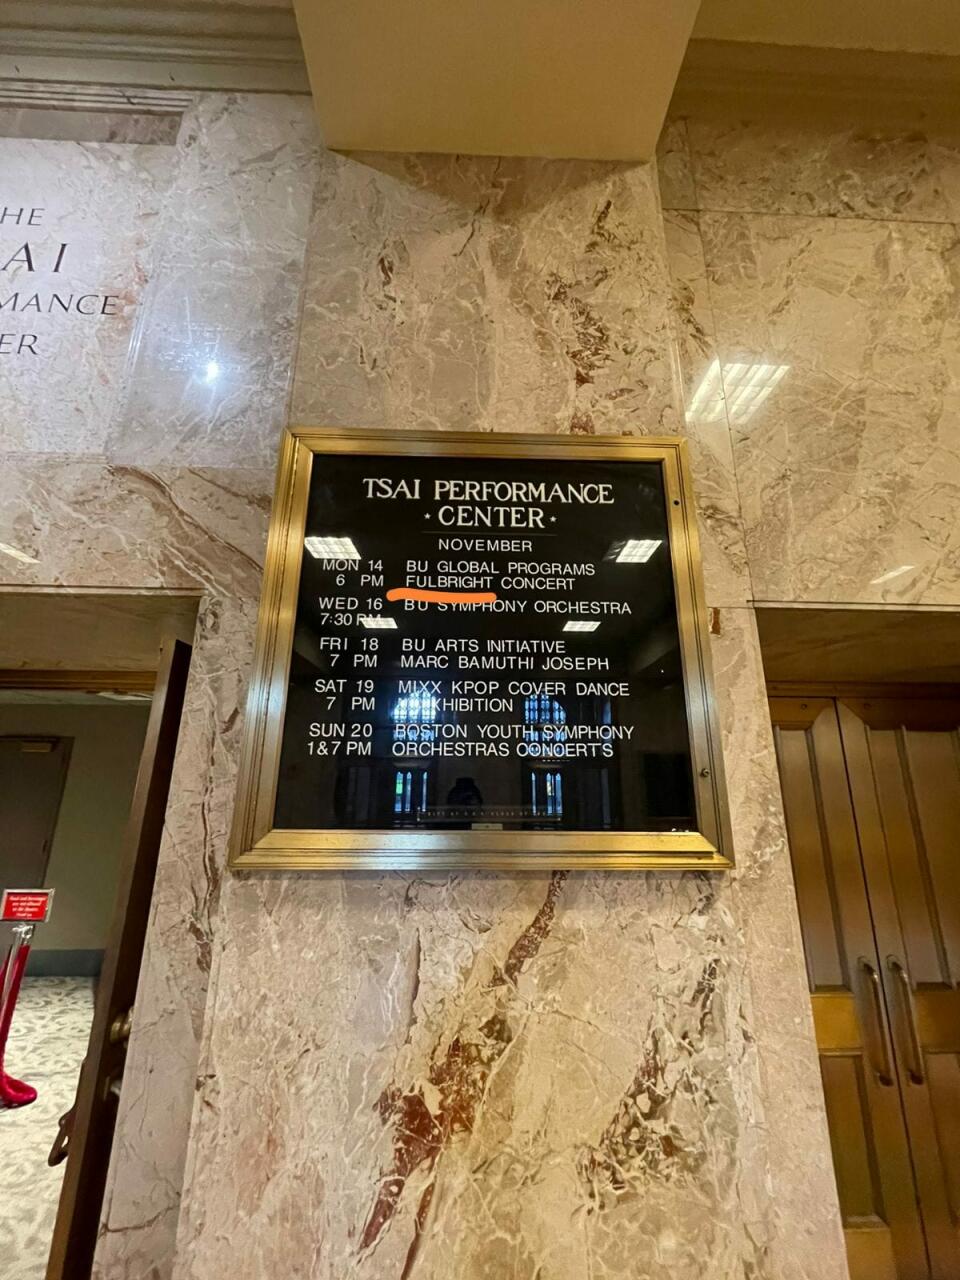 HE
AI
MANCE
ER
TSAI PERFORMANCE
CENTER
NOVEMBER
MON 14 BU GLOBAL PROGRAMS
6 PM FULBRIGHT CONCERT
WED 16 BU SYMPHONY ORCHESTRA
7:30 PM
FRI 18 BU ARTS INITIATIVE
7 PM MARC BAMUTHI JOSEPH
SAT 19 MIXX KPOP COVER DANCE
7 PM EXHIBITION
SUN 20 BOSTON YOUTH SYMPHONY
1&7 PM ORCHESTRAS CONCERTS